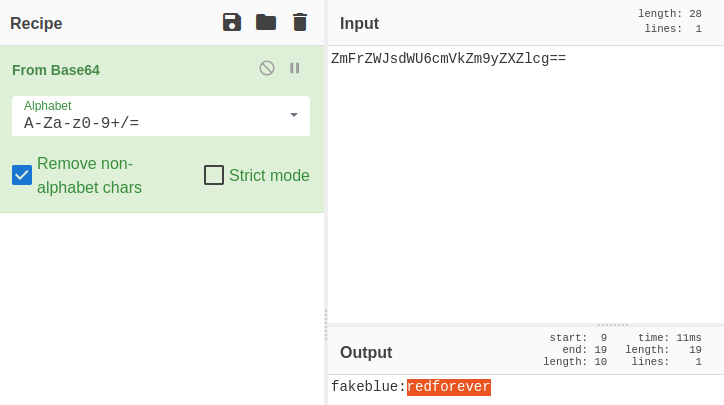 Recipe
From Base64
Alphabet
A-Za-z0-9+/=
Remove non-
alphabet chars
Strict mode
Input
length: 28
lines: 1
ZmFrZWJsdWU6cmVkZm9yZXZlcg==
Output
start: 9 time: 11ms
end: 19 length: 19
length: 10 lines: 1
fakeblue:redforever